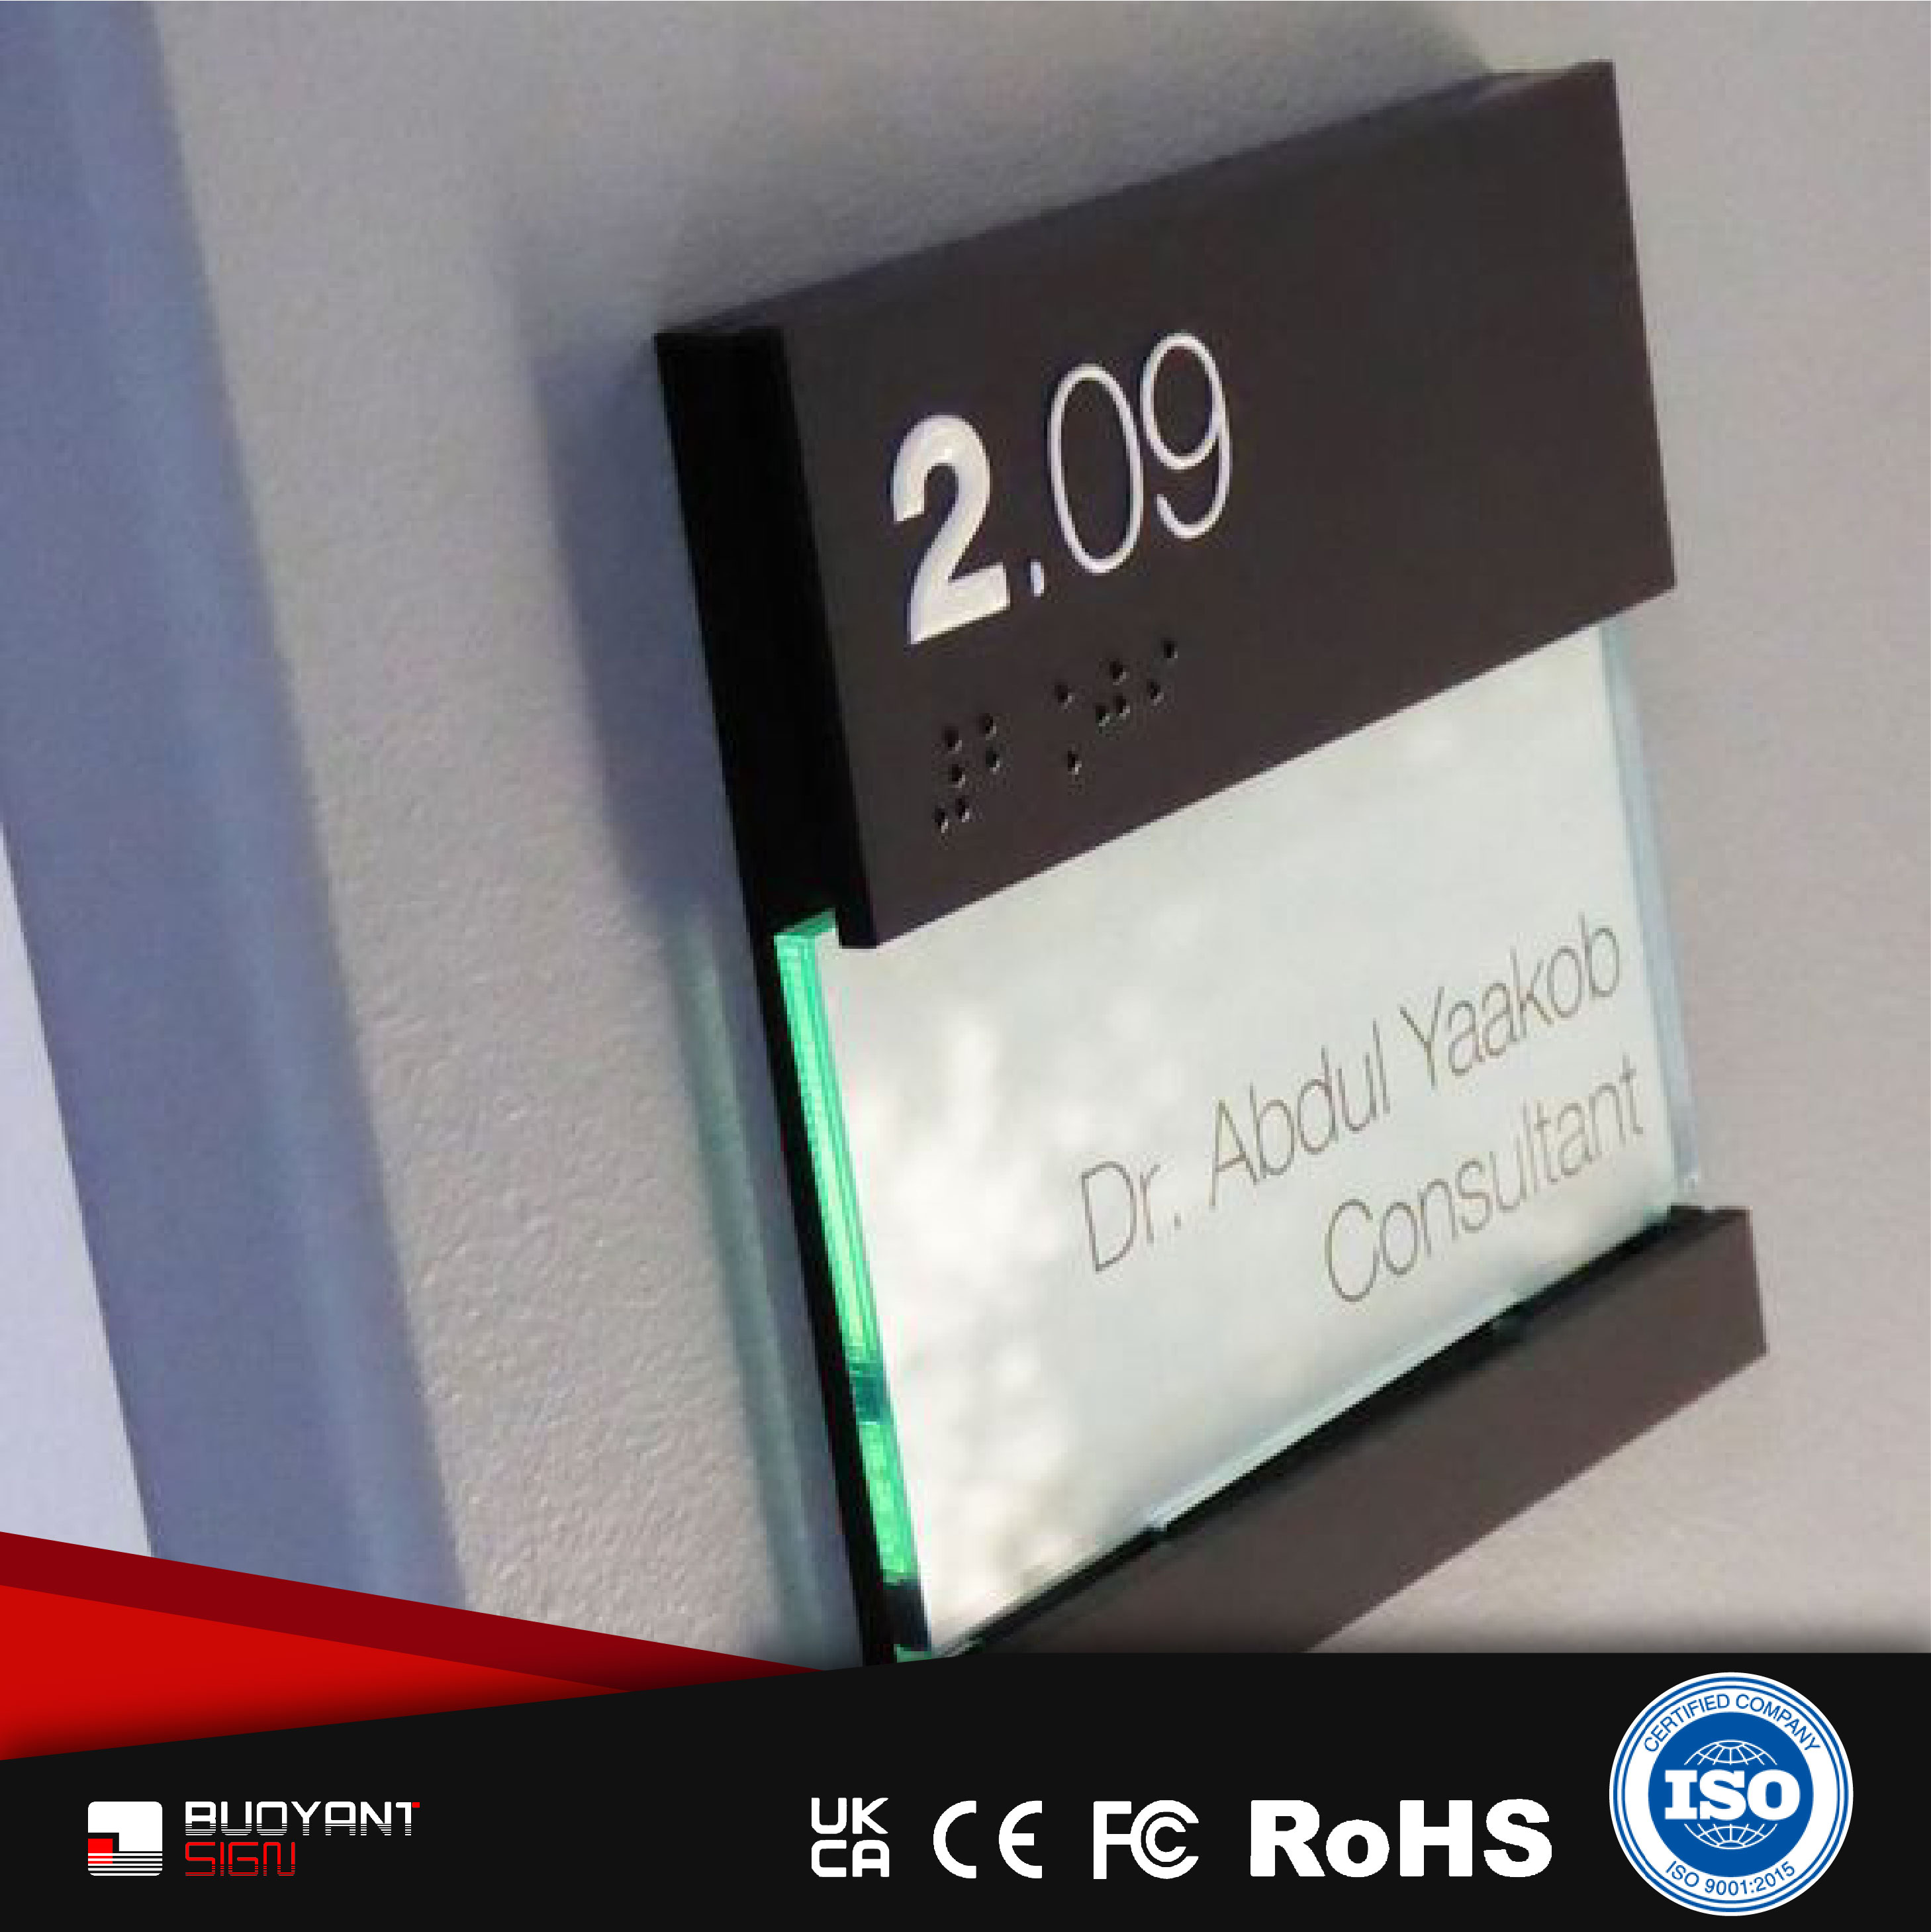 2.09
Dr. Abdul Yaakob
Consultant
BUOYANT
SIGN
UK
CA
CE
FC
RoHS
CERTIFIED COMPANY
ISO
ISO 9001:2015